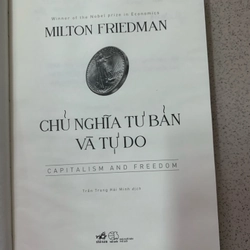 Winner of the Nobel prize in Economics
MILTON FRIEDMAN
CHỦ NGHĨA TƯ BẢN
VÀ TỰ DO
CAPITALISM AND FREEDOM